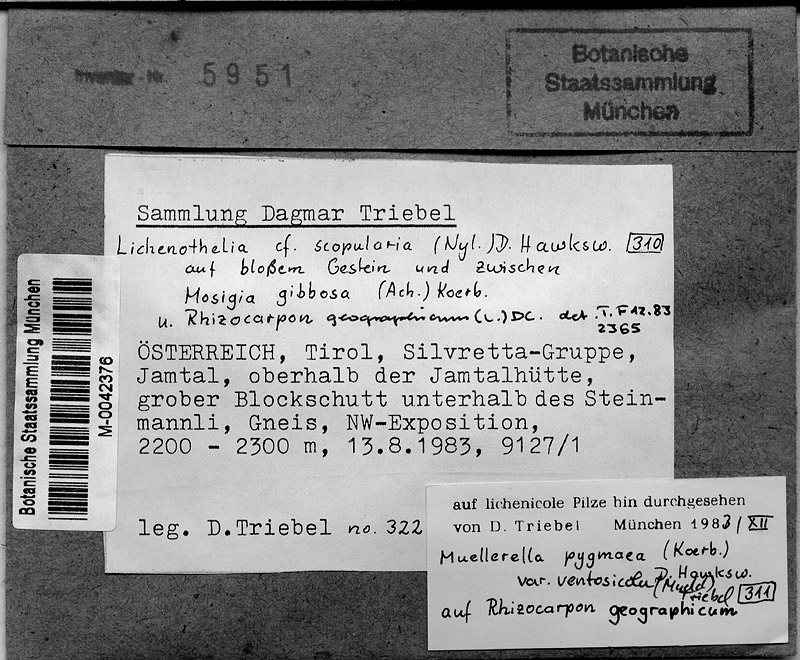 Inventar - Nr. 5951
Botanische
Staatssammlung
München
Sammlung Dagmar Triebel
Lichenothelia cf. scopularia (Nyl.) D. Hawksw. 310
auf bloßem Gestein und zwischen
Mosigia gibbosa (Ach.) Koerb.
u. Rhizocarpon geographicum (L.) DC. det. T. F 12.83
2365
ÖSTERREICH, Tirol, Silvretta-Gruppe,
Jamtal, oberhalb der Jamtalhütte,
grober Blockschutt unterhalb des Stein-
mannli, Gneis, NW-Exposition,
2200 - 2300 m, 13.8.1983, 9127/1
leg. D.Triebel no. 322
Botanische Staatssammlung München
M-0042376
auf lichenicole Pilze hin durchgesehen
von D. Triebel München 1983/XII
Muellerella pygmaea (Koerb.)
D. Hawksw.
var. ventosicola (Mudd)
Triebel 311
auf Rhizocarpon geographicum